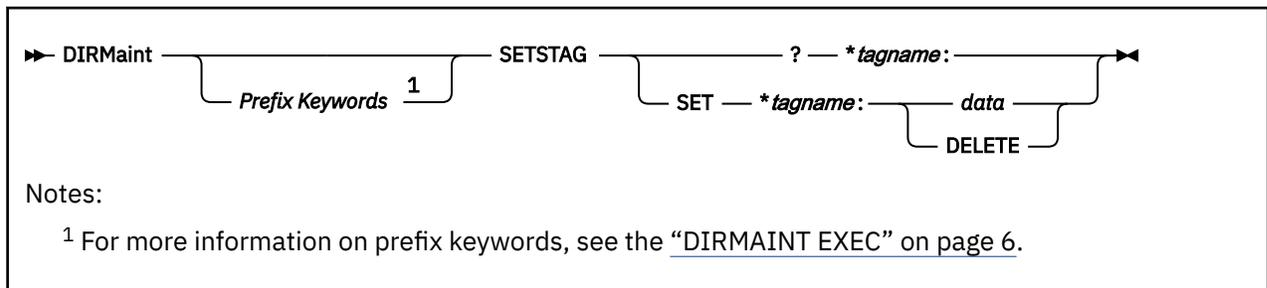 DIRMaint SETSTAG ? *tagname:
Prefix Keywords 1 SET *tagname: data
DELETE
Notes:
1 For more information on prefix keywords, see the “DIRMAINT EXEC” on page 6.